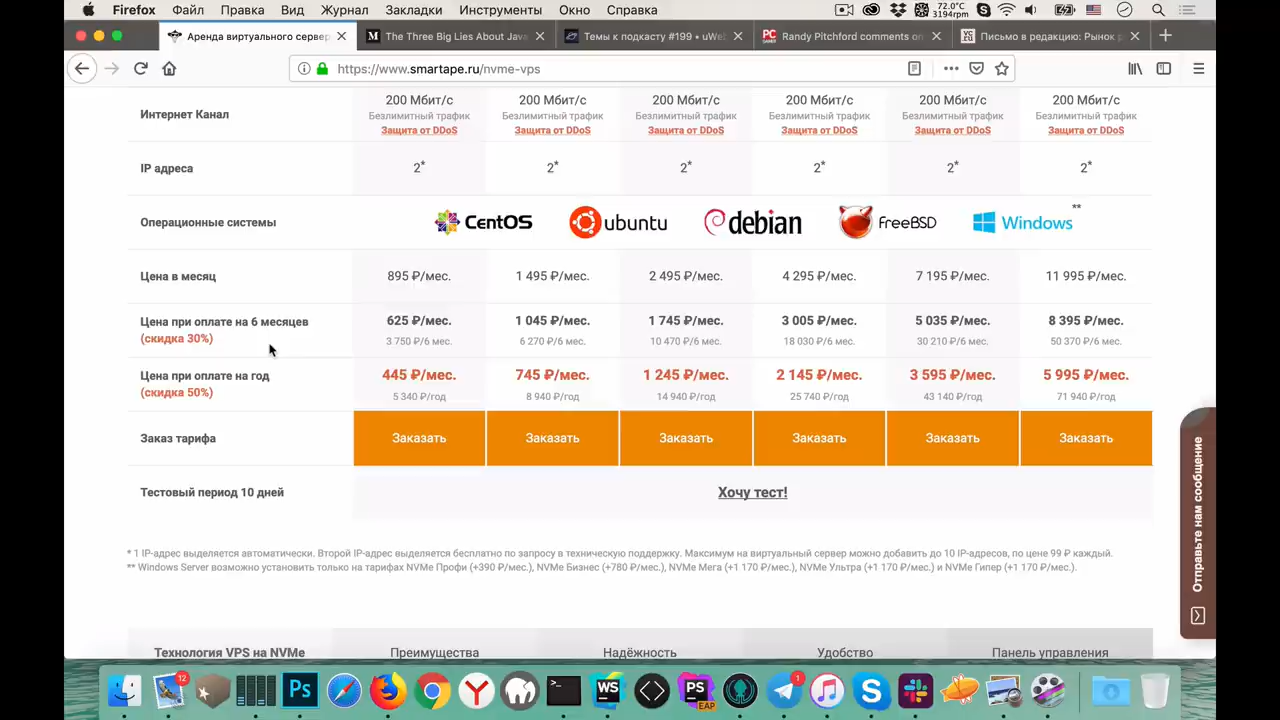 Firefox Файл Правка Вид Журнал Закладки Инструменты Окно Справка 72.0°C 3194rpm
Аренда виртуального сервер The Three Big Lies About Java Темы к подкасту #199 • uWeb Randy Pitchford comments on Письмо в редакцию: Рынок р
https://www.smartape.ru/nvme-vps
Интернет Канал 200 Мбит/с 200 Мбит/с 200 Мбит/с 200 Мбит/с 200 Мбит/с 200 Мбит/с
Безлимитный трафик Безлимитный трафик Безлимитный трафик Безлимитный трафик Безлимитный трафик Безлимитный трафик
Защита от DDoS Защита от DDoS Защита от DDoS Защита от DDoS Защита от DDoS Защита от DDoS
IP адреса 2* 2* 2* 2* 2* 2*
Операционные системы CentOS ubuntu debian FreeBSD Windows **
Цена в месяц 895 ₽/мес. 1 495 ₽/мес. 2 495 ₽/мес. 4 295 ₽/мес. 7 195 ₽/мес. 11 995 ₽/мес.
Цена при оплате на 6 месяцев 625 ₽/мес. 1 045 ₽/мес. 1 745 ₽/мес. 3 005 ₽/мес. 5 035 ₽/мес. 8 395 ₽/мес.
(скидка 30%) 3 750 ₽/6 мес. 6 270 ₽/6 мес. 10 470 ₽/6 мес. 18 030 ₽/6 мес. 30 210 ₽/6 мес. 50 370 ₽/6 мес.
Цена при оплате на год 445 ₽/мес. 745 ₽/мес. 1 245 ₽/мес. 2 145 ₽/мес. 3 595 ₽/мес. 5 995 ₽/мес.
(скидка 50%) 5 340 ₽/год 8 940 ₽/год 14 940 ₽/год 25 740 ₽/год 43 140 ₽/год 71 940 ₽/год
Заказ тарифа Заказать Заказать Заказать Заказать Заказать Заказать
Тестовый период 10 дней Хочу тест!
Отправьте нам сообщение
* 1 IP-адрес выделяется автоматически. Второй IP-адрес выделяется бесплатно по запросу в техническую поддержку. Максимум на виртуальный сервер можно добавить до 10 IP-адресов, по цене 99 ₽ каждый.
** Windows Server возможно установить только на тарифах NVMe Профи (+390 ₽/мес.), NVMe Бизнес (+780 ₽/мес.), NVMe Мега (+1 170 ₽/мес.), NVMe Ультра (+1 170 ₽/мес.) и NVMe Гипер (+1 170 ₽/мес.).
Технология VPS на NVMe Преимущества Надёжность Удобство Панель управления
12 Ps WS PS EAP 1